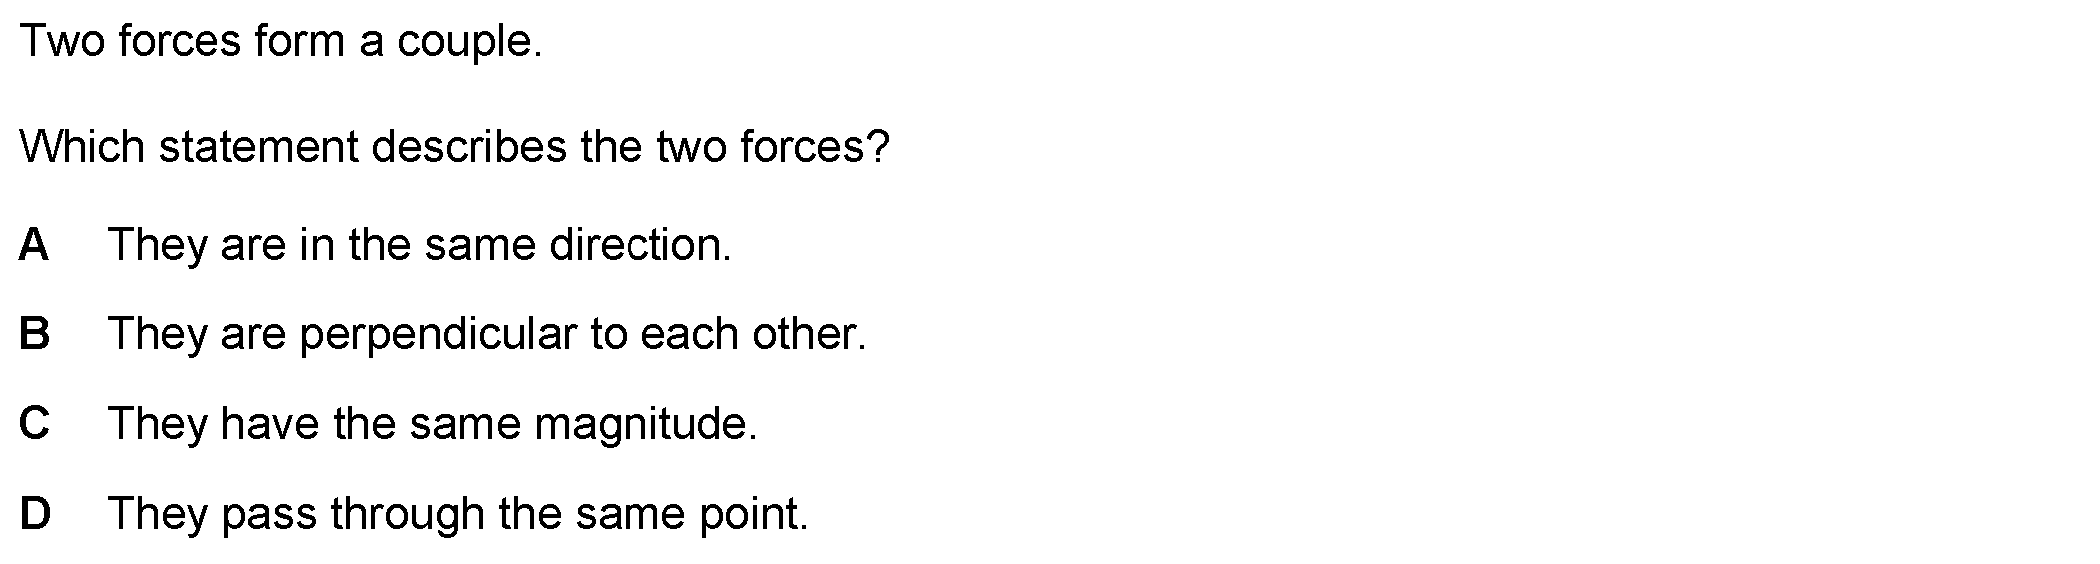 Two forces form a couple.
Which statement describes the two forces?
A They are in the same direction.
B They are perpendicular to each other.
C They have the same magnitude.
D They pass through the same point.